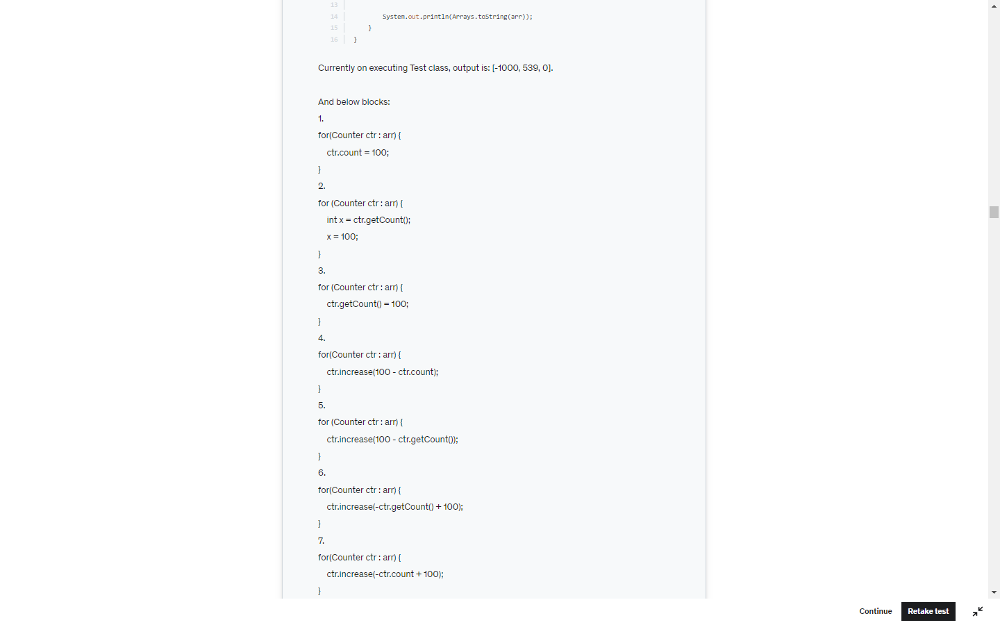 13
14 System.out.println(Arrays.toString(arr));
15 }
16 }
Currently on executing Test class, output is: [-1000, 539, 0].
And below blocks:
1.
for(Counter ctr : arr) {
ctr.count = 100;
}
2.
for (Counter ctr : arr) {
int x = ctr.getCount();
x = 100;
}
3.
for (Counter ctr : arr) {
ctr.getCount() = 100;
}
4.
for(Counter ctr : arr) {
ctr.increase(100 - ctr.count);
}
5.
for (Counter ctr : arr) {
ctr.increase(100 - ctr.getCount());
}
6.
for(Counter ctr : arr) {
ctr.increase(-ctr.getCount() + 100);
}
7.
for(Counter ctr : arr) {
ctr.increase(-ctr.count + 100);
}
Continue Retake test